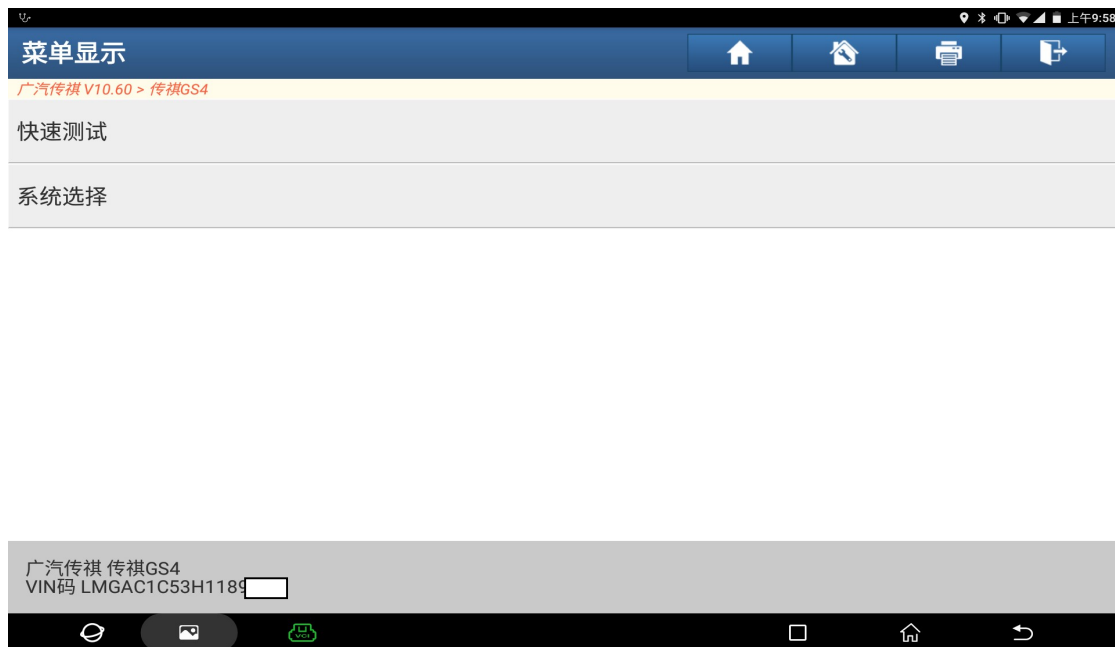 上午9:58
菜单显示
广汽传祺 V10.60 > 传祺GS4
快速测试
系统选择
广汽传祺 传祺GS4
VIN码 LMGAC1C53H1189
VCI